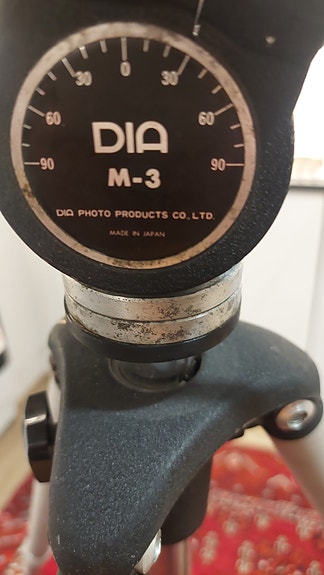 30 0 30
60 60
90 90
DIA
M-3
DIA PHOTO PRODUCTS CO., LTD.
MADE IN JAPAN